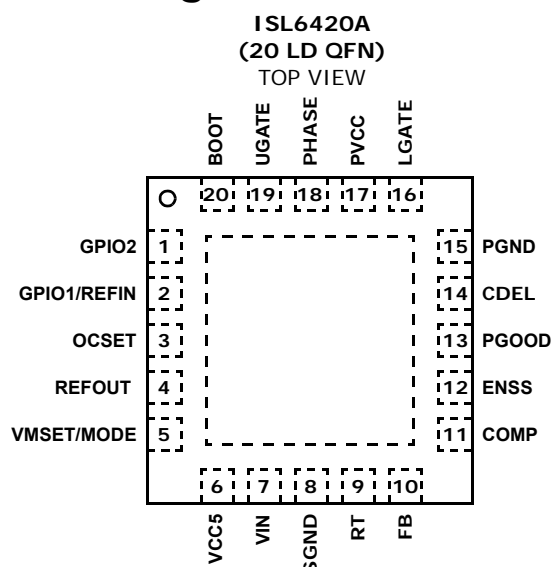 ISL6420A
(20 LD QFN)
TOP VIEW
BOOT
UGATE
PHASE
PVCC
LGATE
20
19
18
17
16
GPIO2 1
15 PGND
GPIO1/REFIN 2
14 CDEL
OCSET 3
13 PGOOD
REFOUT 4
12 ENSS
VMSET/MODE 5
11 COMP
6
7
8
9
10
VCC5
VIN
SGND
RT
FB